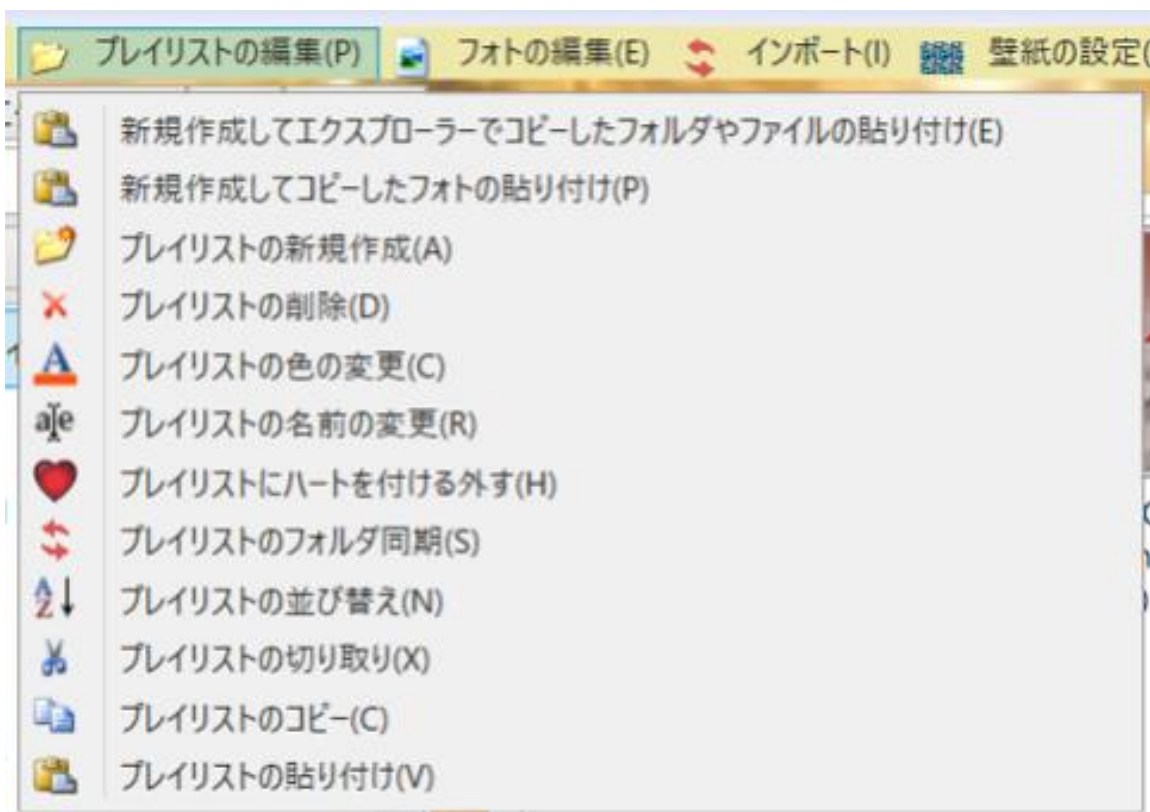 プレイリストの編集(P) フォトの編集(E) インポート(I) 壁紙の設定(
新規作成してエクスプローラーでコピーしたフォルダやファイルの貼り付け(E)
新規作成してコピーしたフォトの貼り付け(P)
プレイリストの新規作成(A)
プレイリストの削除(D)
プレイリストの色の変更(C)
プレイリストの名前の変更(R)
プレイリストにハートを付ける外す(H)
プレイリストのフォルダ同期(S)
プレイリストの並び替え(N)
プレイリストの切り取り(X)
プレイリストのコピー(C)
プレイリストの貼り付け(V)